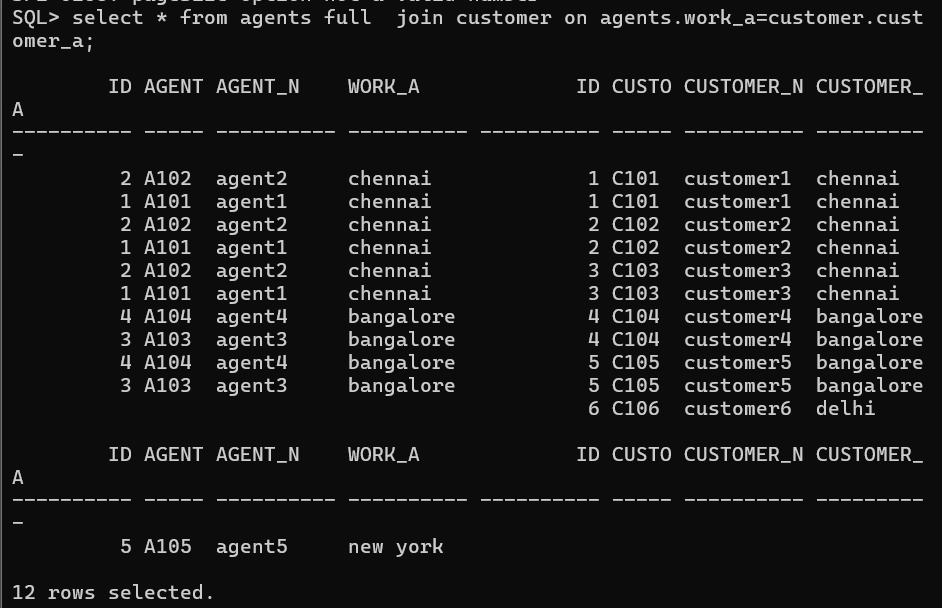 SQL> select * from agents full  join customer on agents.work_a=customer.cust
omer_a;
        ID AGENT AGENT_N    WORK_A             ID CUSTO CUSTOMER_N CUSTOMER_
A
---------- ----- ---------- ---------- ---------- ----- ---------- ---------
-
         2 A102  agent2     chennai             1 C101  customer1  chennai
         1 A101  agent1     chennai             1 C101  customer1  chennai
         2 A102  agent2     chennai             2 C102  customer2  chennai
         1 A101  agent1     chennai             2 C102  customer2  chennai
         2 A102  agent2     chennai             3 C103  customer3  chennai
         1 A101  agent1     chennai             3 C103  customer3  chennai
         4 A104  agent4     bangalore           4 C104  customer4  bangalore
         3 A103  agent3     bangalore           4 C104  customer4  bangalore
         4 A104  agent4     bangalore           5 C105  customer5  bangalore
         3 A103  agent3     bangalore           5 C105  customer5  bangalore
                                                6 C106  customer6  delhi
        ID AGENT AGENT_N    WORK_A             ID CUSTO CUSTOMER_N CUSTOMER_
A
---------- ----- ---------- ---------- ---------- ----- ---------- ---------
-
         5 A105  agent5     new york
12 rows selected.